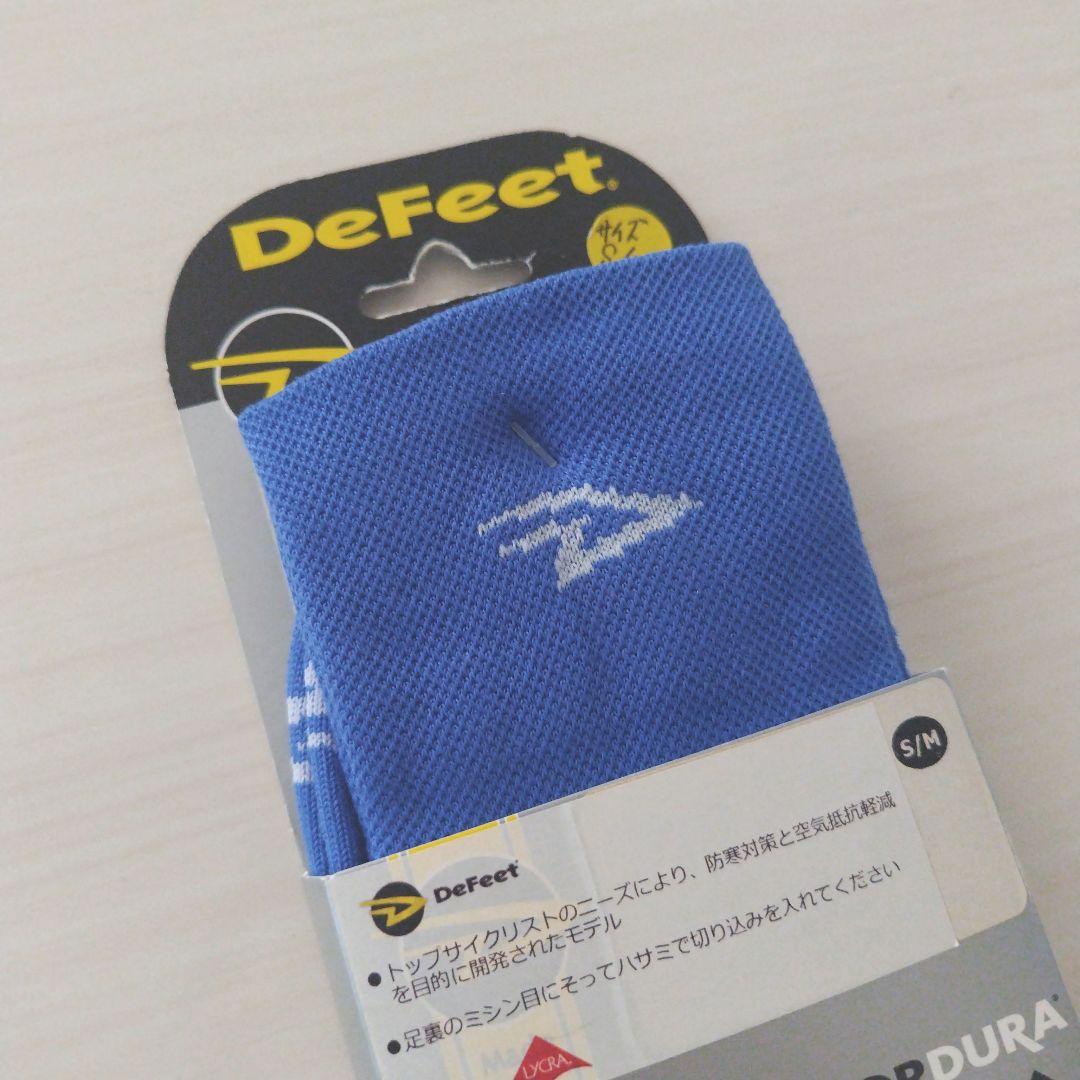 DeFeet®
サイズ
S/M
DeFeet
●トップサイクリストのニーズにより、防寒対策と空気抵抗軽減
を目的に開発されたモデル
●足裏のミシン目にそってハサミで切り込みを入れてください
LYCRA
DURA